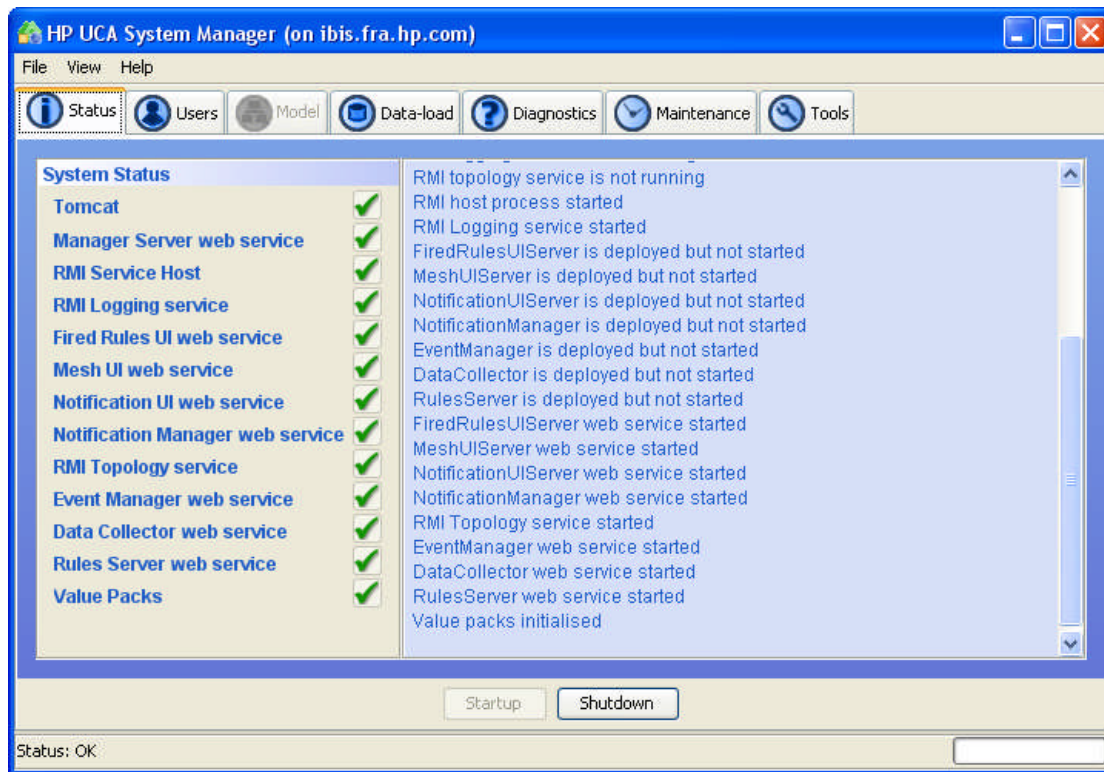 HP UCA System Manager (on ibis.fra.hp.com)
File View Help
Status Users Model Data-load Diagnostics Maintenance Tools
System Status
Tomcat
Manager Server web service
RMI Service Host
RMI Logging service
Fired Rules UI web service
Mesh UI web service
Notification UI web service
Notification Manager web service
RMI Topology service
Event Manager web service
Data Collector web service
Rules Server web service
Value Packs
RMI topology service is not running
RMI host process started
RMI Logging service started
FiredRulesUIServer is deployed but not started
MeshUIServer is deployed but not started
NotificationUIServer is deployed but not started
NotificationManager is deployed but not started
EventManager is deployed but not started
DataCollector is deployed but not started
RulesServer is deployed but not started
FiredRulesUIServer web service started
MeshUIServer web service started
NotificationUIServer web service started
NotificationManager web service started
RMI Topology service started
EventManager web service started
DataCollector web service started
RulesServer web service started
Value packs initialised
Startup Shutdown
Status: OK